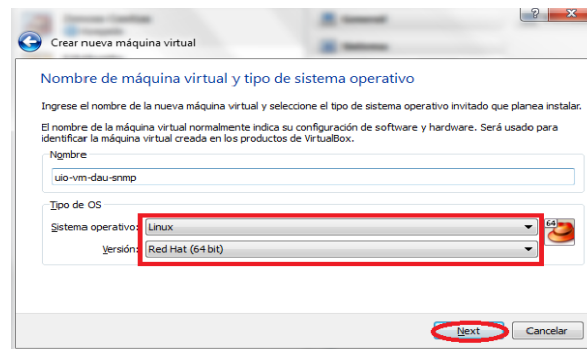 Crear nueva máquina virtual
Nombre de máquina virtual y tipo de sistema operativo
Ingrese el nombre de la nueva máquina virtual y seleccione el tipo de sistema operativo invitado que planea instalar.
El nombre de la máquina virtual normalmente indica su configuración de software y hardware. Será usado para
identificar la máquina virtual creada en los productos de VirtualBox.
Nombre
uio-vm-dau-snmp
Tipo de OS
Sistema operativo: Linux
64
Versión: Red Hat (64 bit)
Next
Cancelar